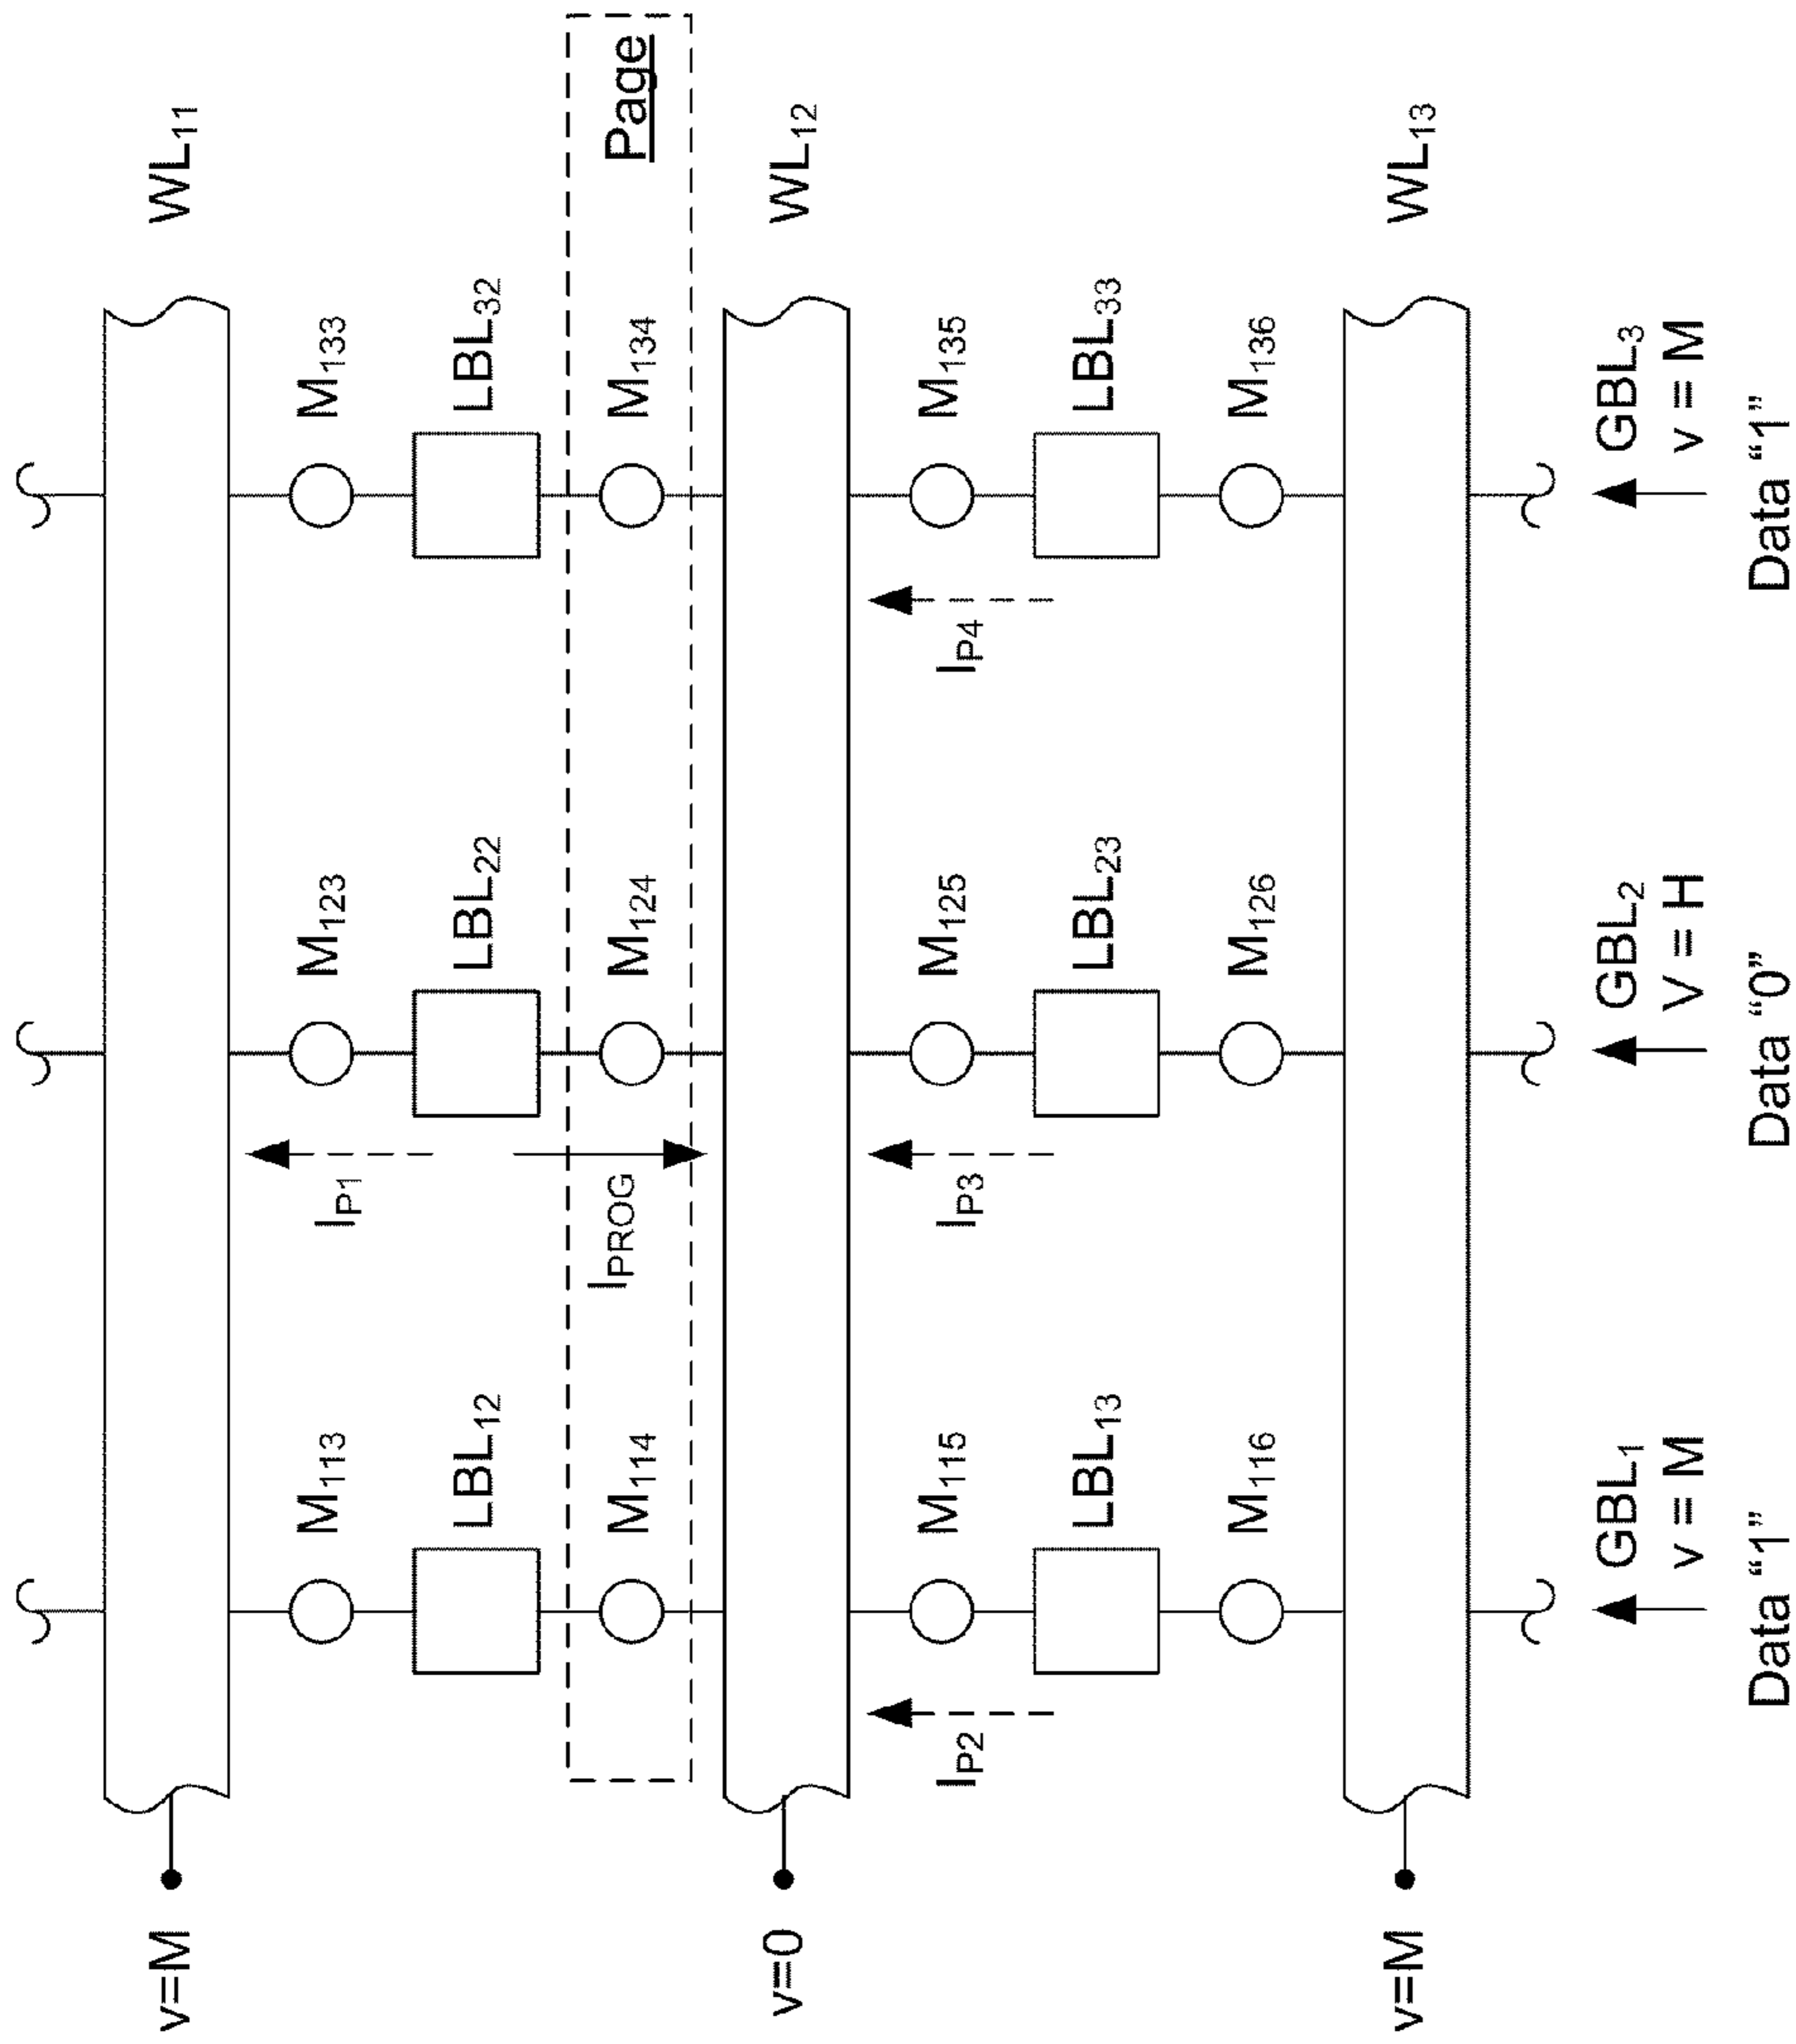 v=M WL11
M113 IP1 M123 M133
LBL12 LBL22 LBL32
M114 IPROG M124 M134 Page
v=0 WL12
IP2 M115 IP3 M125 IP4 M135
LBL13 LBL23 LBL33
M116 M126 M136
v=M WL13
GBL1 GBL2 GBL3
v = M V = H v = M
Data “1” Data “0” Data “1”